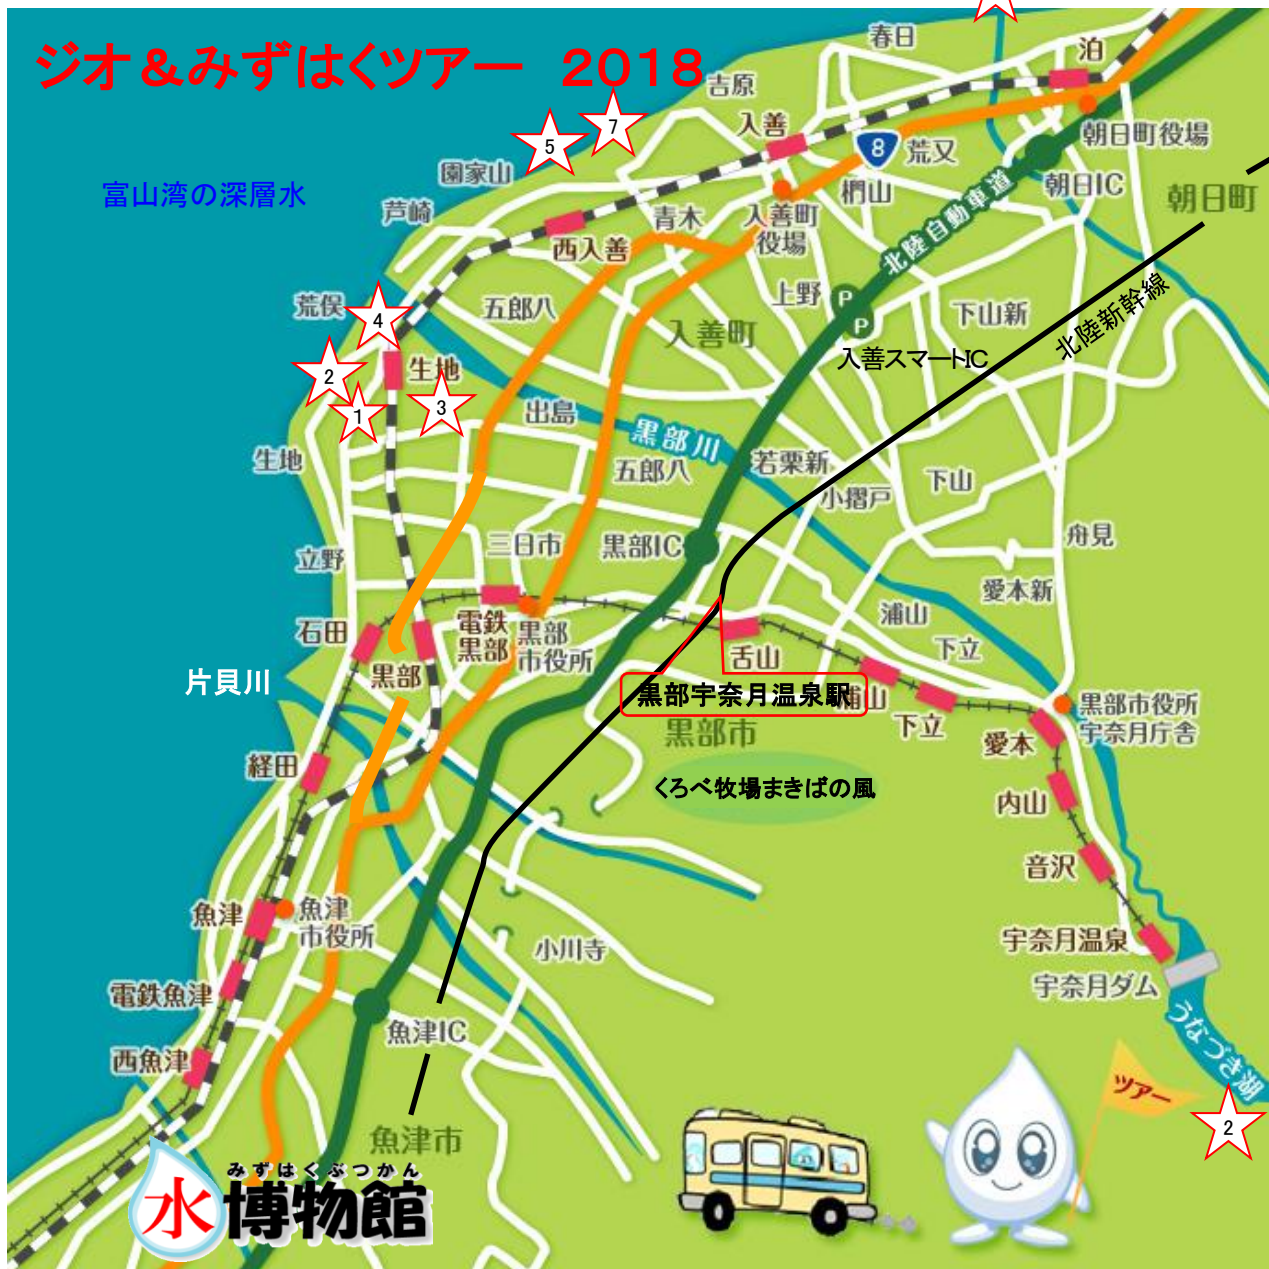 ジオ＆みずはくツアー　2018
春日
泊
吉原
7
入善
5
8
荒又
朝日町役場
園家山
富山湾の深層水
朝日IC
椚山
朝日町
芦崎
青木
入善町
役場
北陸自動車道
西入善
P
P
上野
荒俣
4
五郎八
下山新
入善町
北陸新幹線
入善スマートIC
2
生地
1
3
出島
黒部川
生地
五郎八
若栗新
下山
小摺戸
三日市
黒部IC
舟見
立野
愛本新
電鉄
黒部
石田
黒部
市役所
浦山
下立
舌山
片貝川
黒部
黒部宇奈月温泉駅
浦山
下立
黒部市役所
宇奈月庁舎
黒部市
愛本
経田
くろべ牧場まきばの風
内山
音沢
魚津
魚津
市役所
小川寺
宇奈月温泉
宇奈月ダム
電鉄魚津
魚津IC
うなづき湖
西魚津
ツアー
2
魚津市
みずはくぶつかん
水博物館